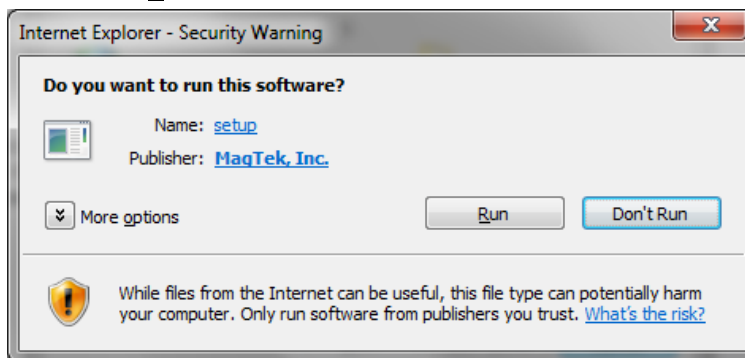 Internet Explorer - Security Warning
Do you want to run this software?
Name: setup
Publisher: MagTek, Inc.
More options
Run
Don't Run
While files from the Internet can be useful, this file type can potentially harm
your computer. Only run software from publishers you trust. What's the risk?